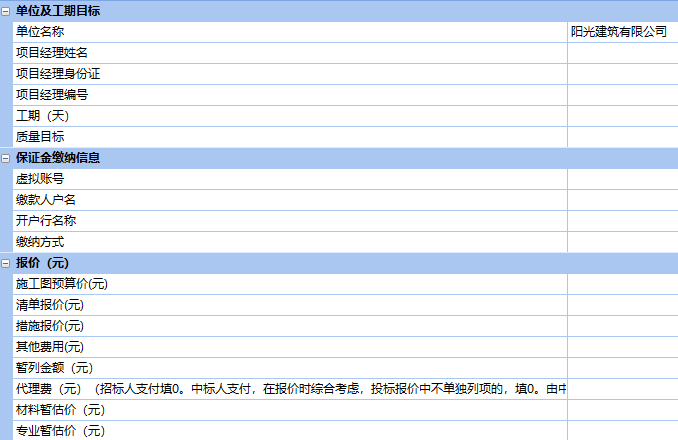 单位及工期目标
单位名称 阳光建筑有限公司
项目经理姓名
项目经理身份证
项目经理编号
工期（天）
质量目标
保证金缴纳信息
虚拟账号
缴款人户名
开户行名称
缴纳方式
报价（元）
施工图预算价(元)
清单报价(元)
措施报价(元)
其他费用(元)
暂列金额（元）
代理费（元）（招标人支付填0。中标人支付，在报价时综合考虑，投标报价中不单独列项的，填0。由中
材料暂估价（元）
专业暂估价（元）